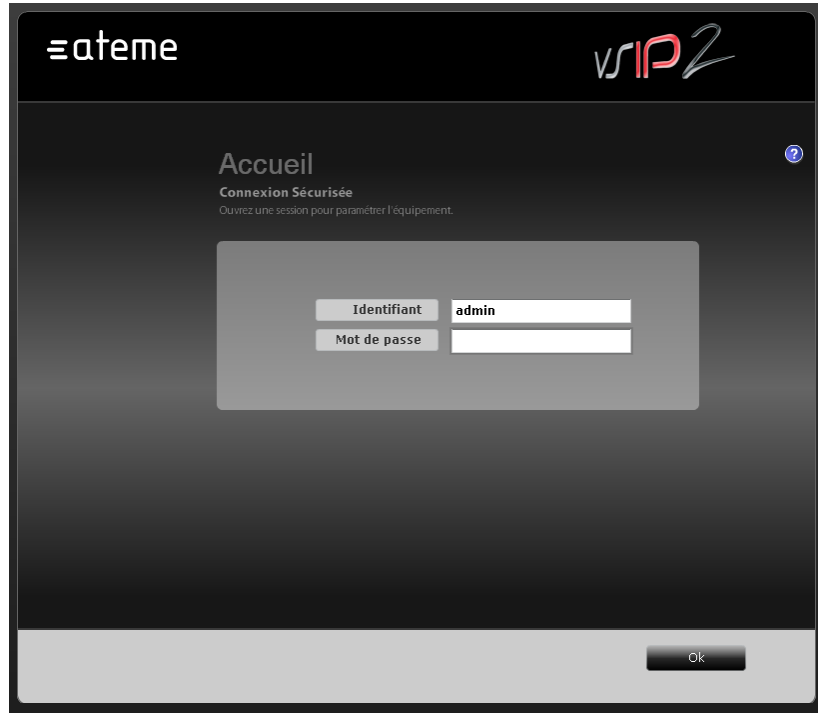 ateme
vsIP2
Accueil
?
Connexion Sécurisée
Ouvrez une session pour paramétrer l'équipement.
Identifiant admin
Mot de passe
Ok